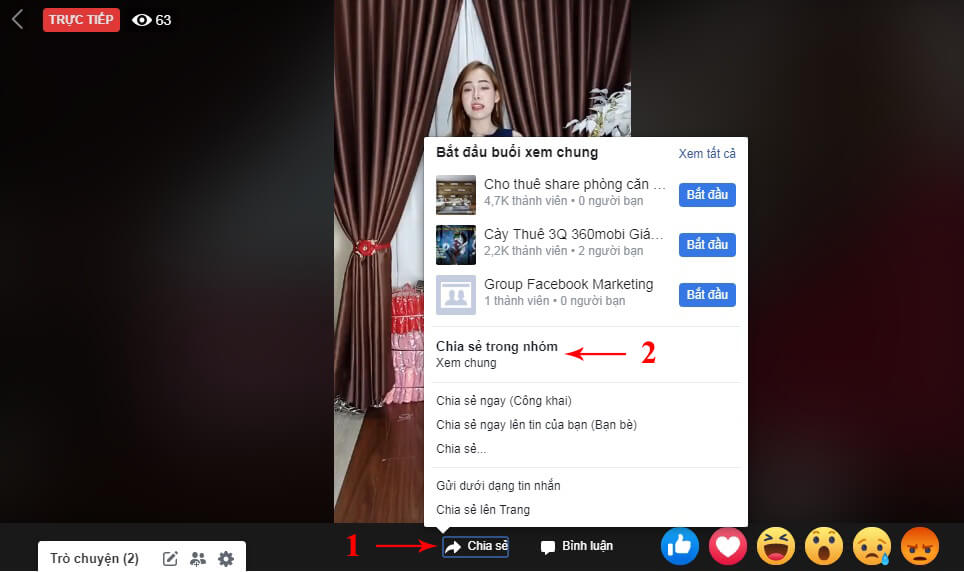 TRỰC TIẾP 63
Bắt đầu buổi xem chung Xem tất cả
Cho thuê share phòng căn ...
4,7K thành viên • 0 người bạn
Bắt đầu
Cày Thuê 3Q 360mobi Giá...
2,2K thành viên • 2 người bạn
Bắt đầu
Group Facebook Marketing
1 thành viên • 0 người bạn
Bắt đầu
Chia sẻ trong nhóm 2
Xem chung
Chia sẻ ngay (Công khai)
Chia sẻ ngay lên tin của bạn (Bạn bè)
Chia sẻ...
Gửi dưới dạng tin nhắn
Chia sẻ lên Trang
1 Chia sẻ Bình luận
Trò chuyện (2)